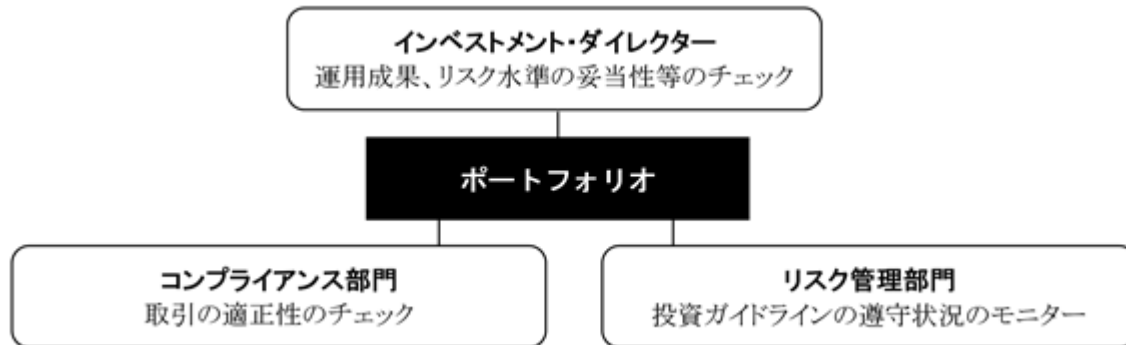 インベストメント・ダイレクター
運用成果、リスク水準の妥当性等のチェック
ポートフォリオ
コンプライアンス部門
取引の適正性のチェック
リスク管理部門
投資ガイドラインの遵守状況のモニター